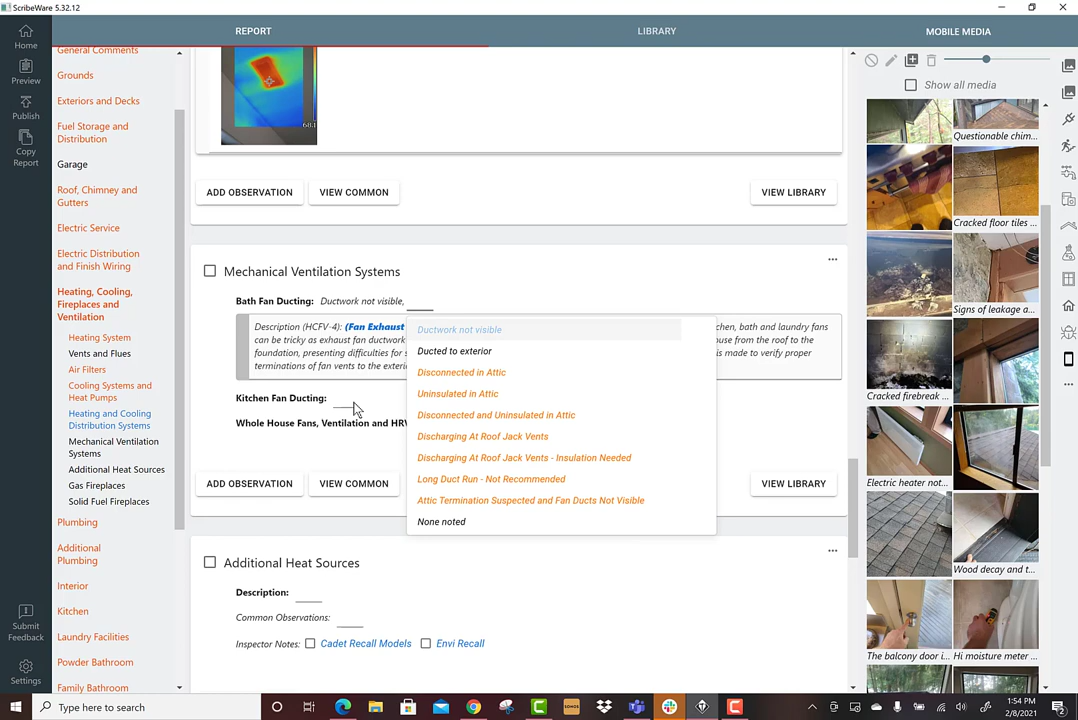 ScribeWare 5.32.12
REPORT
LIBRARY
MOBILE MEDIA
Home
Preview
Publish
Copy
Report
Submit
Feedback
Settings
General Comments
Grounds
Exteriors and Decks
Fuel Storage and
Distribution
Garage
Roof, Chimney and
Gutters
Electric Service
Electric Distribution
and Finish Wiring
Heating, Cooling,
Fireplaces and
Ventilation
Heating System
Vents and Flues
Air Filters
Cooling Systems and
Heat Pumps
Heating and Cooling
Distribution Systems
Mechanical Ventilation
Systems
Additional Heat Sources
Gas Fireplaces
Solid Fuel Fireplaces
Plumbing
Additional
Plumbing
Interior
Kitchen
Laundry Facilities
Powder Bathroom
Family Bathroom
68.1
ADD OBSERVATION
VIEW COMMON
VIEW LIBRARY
Mechanical Ventilation Systems
Bath Fan Ducting: Ductwork not visible,
Description (HCFV-4): (Fan Exhaust
chen, bath and laundry fans
can be tricky as exhaust fan ductwork
use from the roof to the
foundation, presenting difficulties for
is made to verify proper
terminations of fan vents to the exteri
Kitchen Fan Ducting:
Whole House Fans, Ventilation and HRV
Ductwork not visible
Ducted to exterior
Disconnected in Attic
Uninsulated in Attic
Disconnected and Uninsulated in Attic
Discharging At Roof Jack Vents
Discharging At Roof Jack Vents - Insulation Needed
Long Duct Run - Not Recommended
Attic Termination Suspected and Fan Ducts Not Visible
None noted
ADD OBSERVATION
VIEW COMMON
VIEW LIBRARY
Additional Heat Sources
Description:
Common Observations:
Inspector Notes: Cadet Recall Models Envi Recall
Show all media
Questionable chim...
Cracked floor tiles ...
Signs of leakage a...
Cracked firebreak ...
Electric heater not...
Wood decay and t...
The balcony door i...
Hi moisture meter ...
Type here to search
1:54 PM
2/8/2021